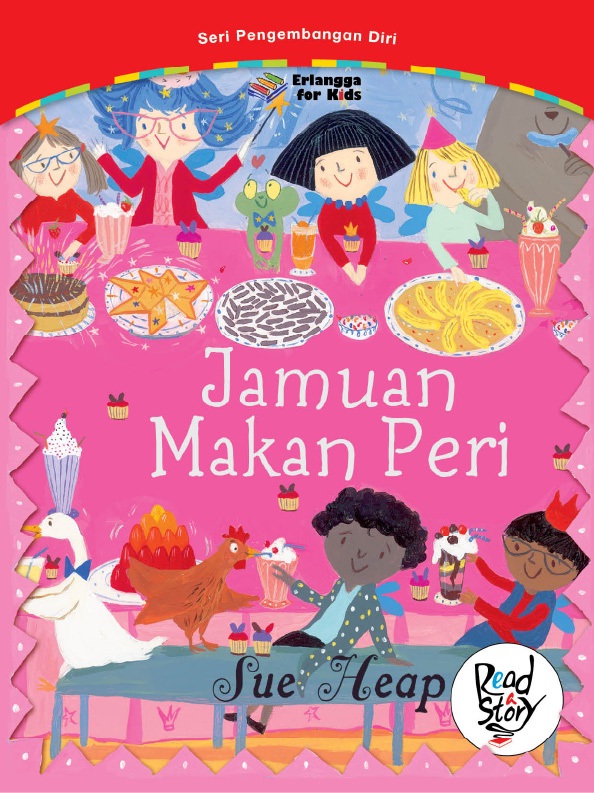 Seri Pengembangan Diri
Erlangga
for Kids
Jamuan
Makan Peri
Sue Heap
Read
a
Story